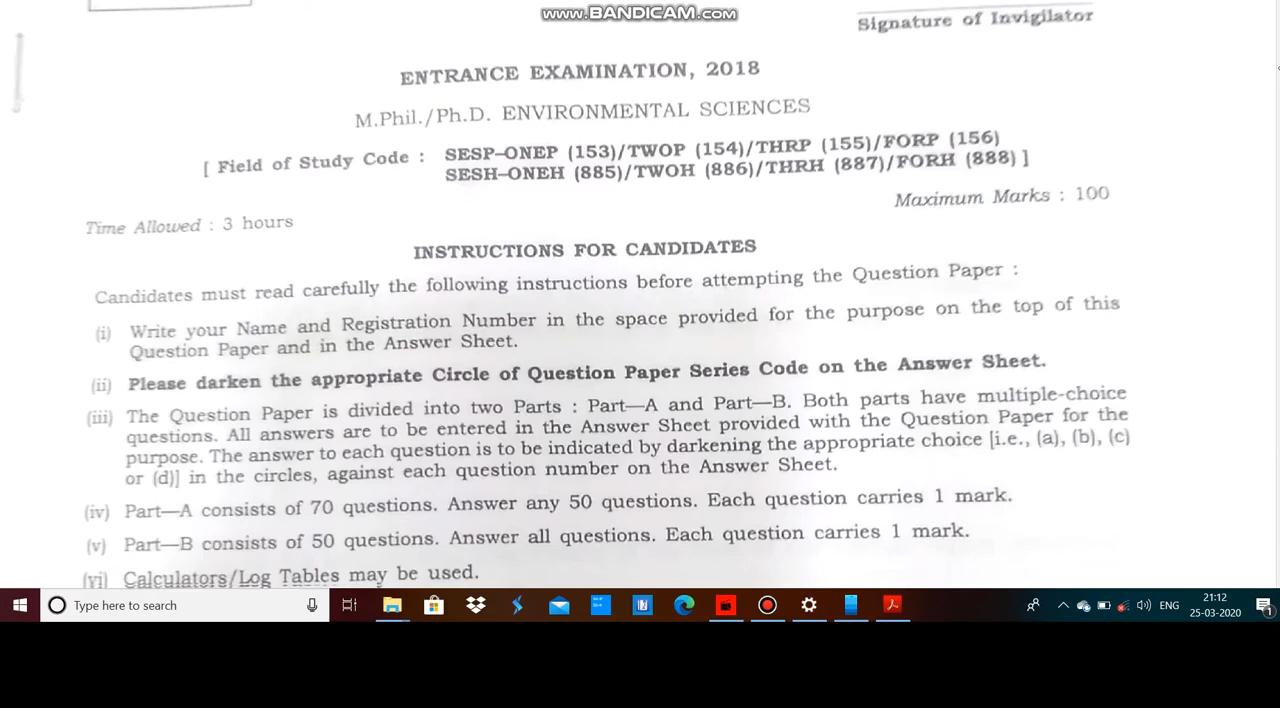 www.BANDICAM.com
Signature of Invigilator
ENTRANCE EXAMINATION, 2018
M.Phil./Ph.D. ENVIRONMENTAL SCIENCES
[ Field of Study Code : SESP–ONEP (153)/TWOP (154)/THRP (155)/FORP (156)
SESH–ONEH (885)/TWOH (886)/THRH (887)/FORH (888) ]
Time Allowed : 3 hours
Maximum Marks : 100
INSTRUCTIONS FOR CANDIDATES
Candidates must read carefully the following instructions before attempting the Question Paper :
(i) Write your Name and Registration Number in the space provided for the purpose on the top of this
Question Paper and in the Answer Sheet.
(ii) Please darken the appropriate Circle of Question Paper Series Code on the Answer Sheet.
(iii) The Question Paper is divided into two Parts : Part—A and Part—B. Both parts have multiple-choice
questions. All answers are to be entered in the Answer Sheet provided with the Question Paper for the
purpose. The answer to each question is to be indicated by darkening the appropriate choice [i.e., (a), (b), (c)
or (d)] in the circles, against each question number on the Answer Sheet.
(iv) Part—A consists of 70 questions. Answer any 50 questions. Each question carries 1 mark.
(v) Part—B consists of 50 questions. Answer all questions. Each question carries 1 mark.
(vi) Calculators/Log Tables may be used.
Type here to search
ENG
21:12
25-03-2020
1